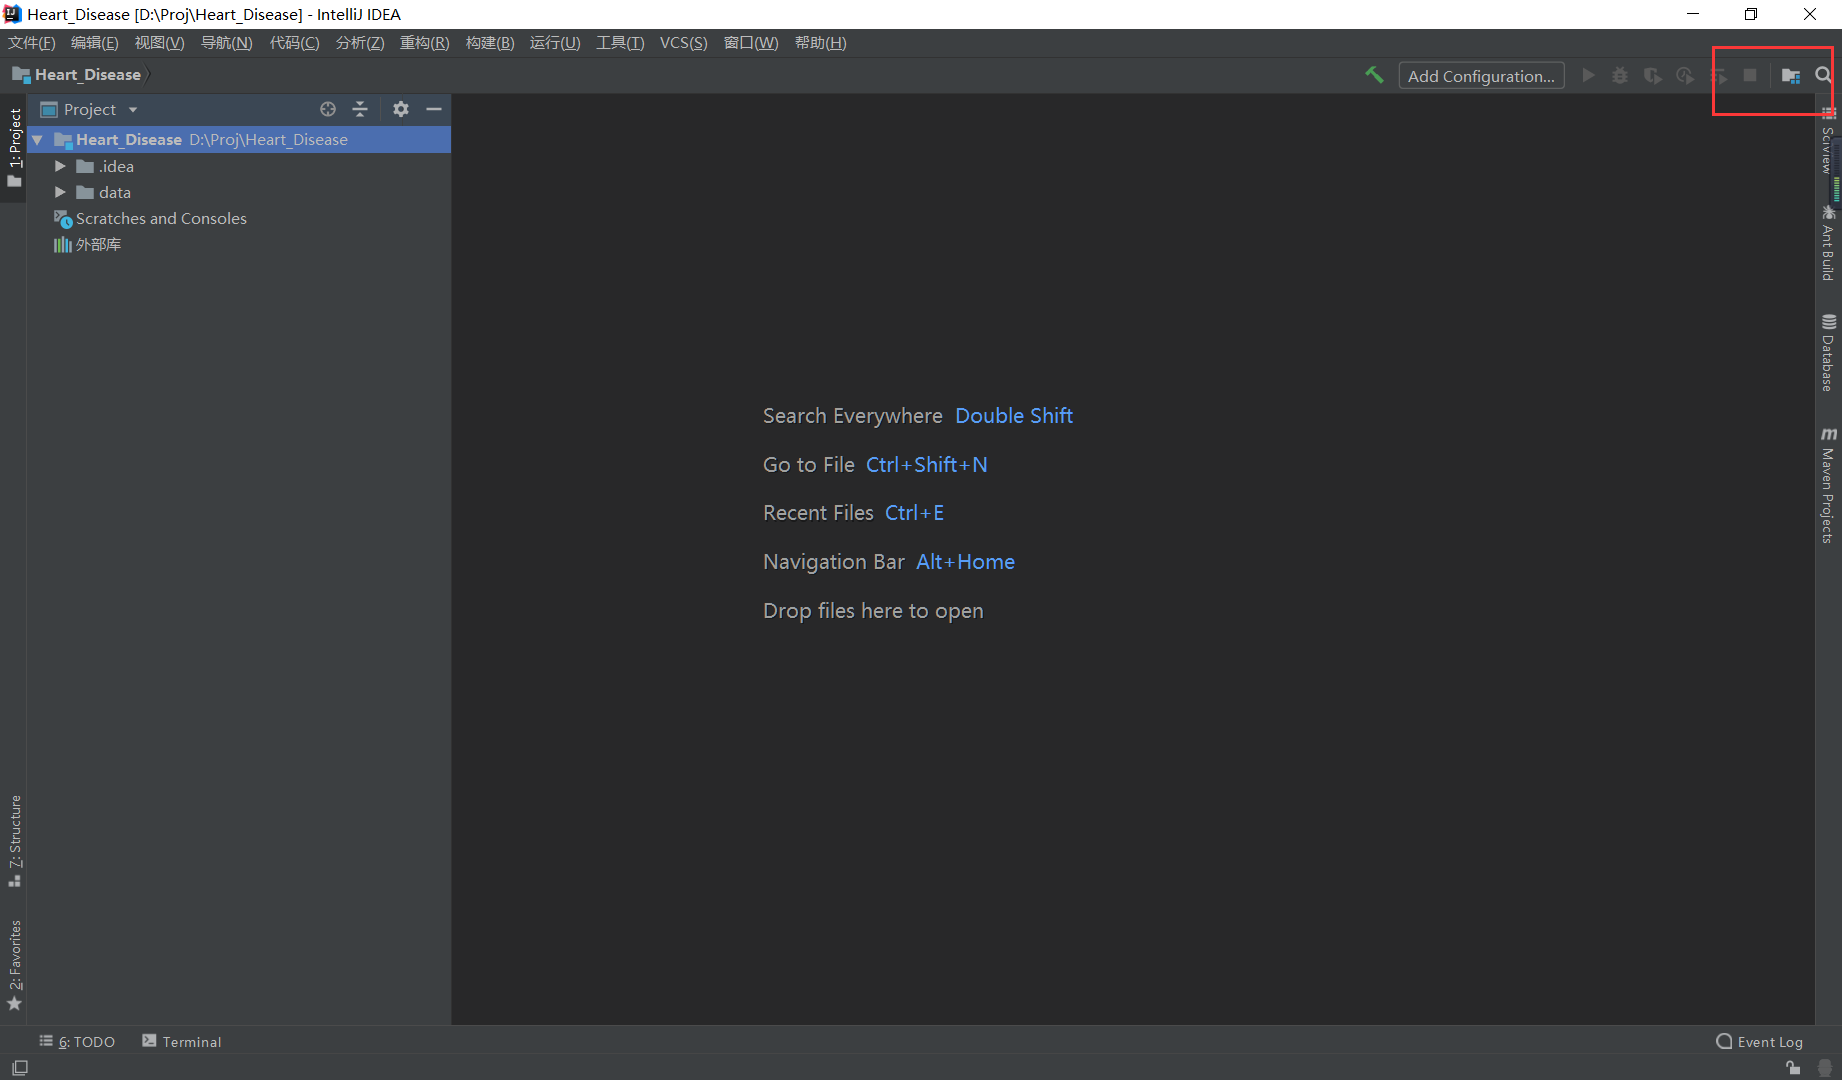 Heart_Disease [D:\Proj\Heart_Disease] - IntelliJ IDEA
文件(F) 编辑(E) 视图(V) 导航(N) 代码(C) 分析(Z) 重构(R) 构建(B) 运行(U) 工具(T) VCS(S) 窗口(W) 帮助(H)
Heart_Disease
Add Configuration...
1: Project
Project
Heart_Disease D:\Proj\Heart_Disease
.idea
data
Scratches and Consoles
外部库
Search Everywhere Double Shift
Go to File Ctrl+Shift+N
Recent Files Ctrl+E
Navigation Bar Alt+Home
Drop files here to open
SciView
Ant Build
Database
m Maven Projects
7: Structure
2: Favorites
6: TODO
Terminal
Event Log